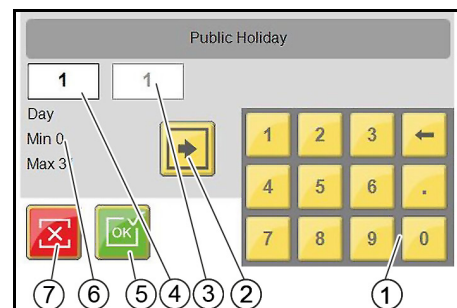 Public Holiday
1 1
Day
Min 0
Max 3
1 2 3 ←
4 5 6 .
7 8 9 0
OK
7 6 5 4 3 2 1